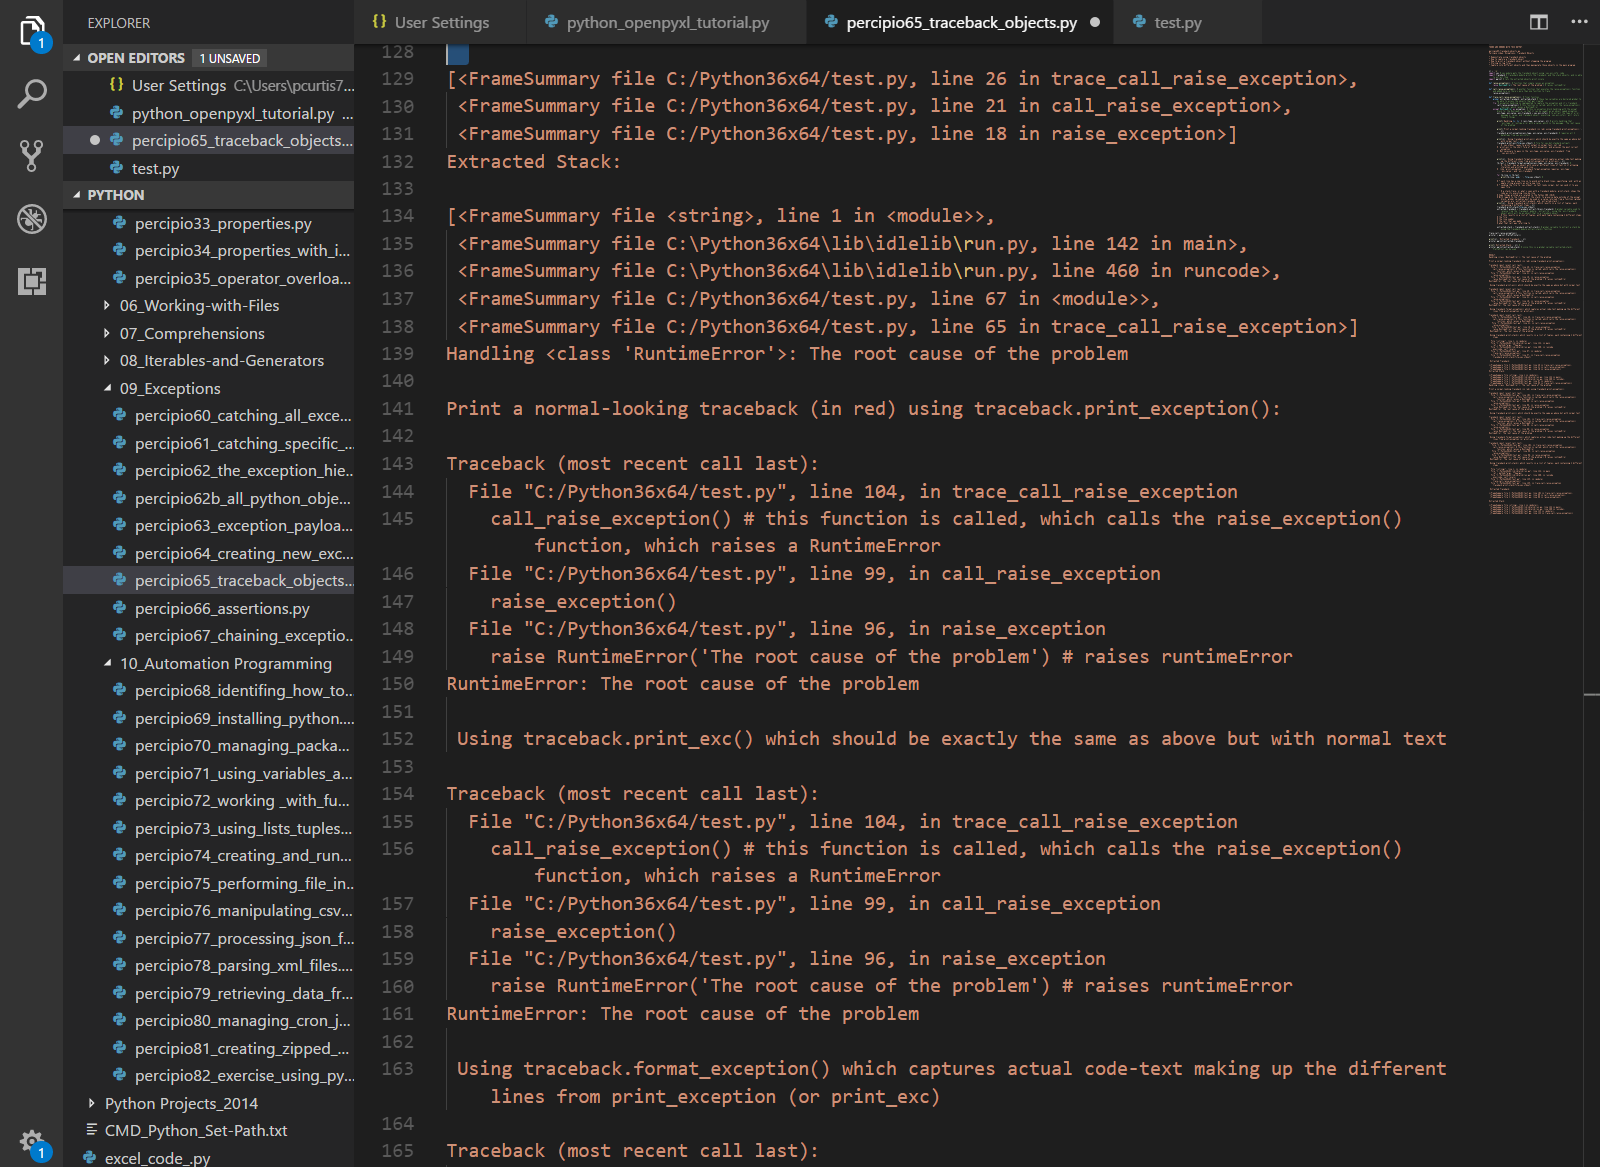 EXPLORER
OPEN EDITORS 1 UNSAVED
{} User Settings C:\Users\pcurtis7...
python_openpyxl_tutorial.py ...
percipio65_traceback_objects...
test.py
PYTHON
percipio33_properties.py
percipio34_properties_with_i...
percipio35_operator_overloa...
06_Working-with-Files
07_Comprehensions
08_Iterables-and-Generators
09_Exceptions
percipio60_catching_all_exce...
percipio61_catching_specific_...
percipio62_the_exception_hie...
percipio62b_all_python_obje...
percipio63_exception_payloa...
percipio64_creating_new_exc...
percipio65_traceback_objects...
percipio66_assertions.py
percipio67_chaining_exceptio...
10_Automation Programming
percipio68_identifing_how_to...
percipio69_installing_python....
percipio70_managing_packa...
percipio71_using_variables_a...
percipio72_working _with_fu...
percipio73_using_lists_tuples...
percipio74_creating_and_run...
percipio75_performing_file_in...
percipio76_manipulating_csv...
percipio77_processing_json_f...
percipio78_parsing_xml_files....
percipio79_retrieving_data_fr...
percipio80_managing_cron_j...
percipio81_creating_zipped_...
percipio82_exercise_using_py...
Python Projects_2014
CMD_Python_Set-Path.txt
excel_code_.py
1
1
{} User Settings python_openpyxl_tutorial.py percipio65_traceback_objects.py test.py ...
128
129 [<FrameSummary file C:/Python36x64/test.py, line 26 in trace_call_raise_exception>,
130 <FrameSummary file C:/Python36x64/test.py, line 21 in call_raise_exception>,
131 <FrameSummary file C:/Python36x64/test.py, line 18 in raise_exception>]
132 Extracted Stack:
133
134 [<FrameSummary file <string>, line 1 in <module>>,
135 <FrameSummary file C:\Python36x64\lib\idlelib\run.py, line 142 in main>,
136 <FrameSummary file C:\Python36x64\lib\idlelib\run.py, line 460 in runcode>,
137 <FrameSummary file C:/Python36x64/test.py, line 67 in <module>>,
138 <FrameSummary file C:/Python36x64/test.py, line 65 in trace_call_raise_exception>]
139 Handling <class 'RuntimeError'>: The root cause of the problem
140
141 Print a normal-looking traceback (in red) using traceback.print_exception():
142
143 Traceback (most recent call last):
144 File "C:/Python36x64/test.py", line 104, in trace_call_raise_exception
145 call_raise_exception() # this function is called, which calls the raise_exception()
function, which raises a RuntimeError
146 File "C:/Python36x64/test.py", line 99, in call_raise_exception
147 raise_exception()
148 File "C:/Python36x64/test.py", line 96, in raise_exception
149 raise RuntimeError('The root cause of the problem') # raises runtimeError
150 RuntimeError: The root cause of the problem
151
152 Using traceback.print_exc() which should be exactly the same as above but with normal text
153
154 Traceback (most recent call last):
155 File "C:/Python36x64/test.py", line 104, in trace_call_raise_exception
156 call_raise_exception() # this function is called, which calls the raise_exception()
function, which raises a RuntimeError
157 File "C:/Python36x64/test.py", line 99, in call_raise_exception
158 raise_exception()
159 File "C:/Python36x64/test.py", line 96, in raise_exception
160 raise RuntimeError('The root cause of the problem') # raises runtimeError
161 RuntimeError: The root cause of the problem
162
163 Using traceback.format_exception() which captures actual code-text making up the different
lines from print_exception (or print_exc)
164
165 Traceback (most recent call last):